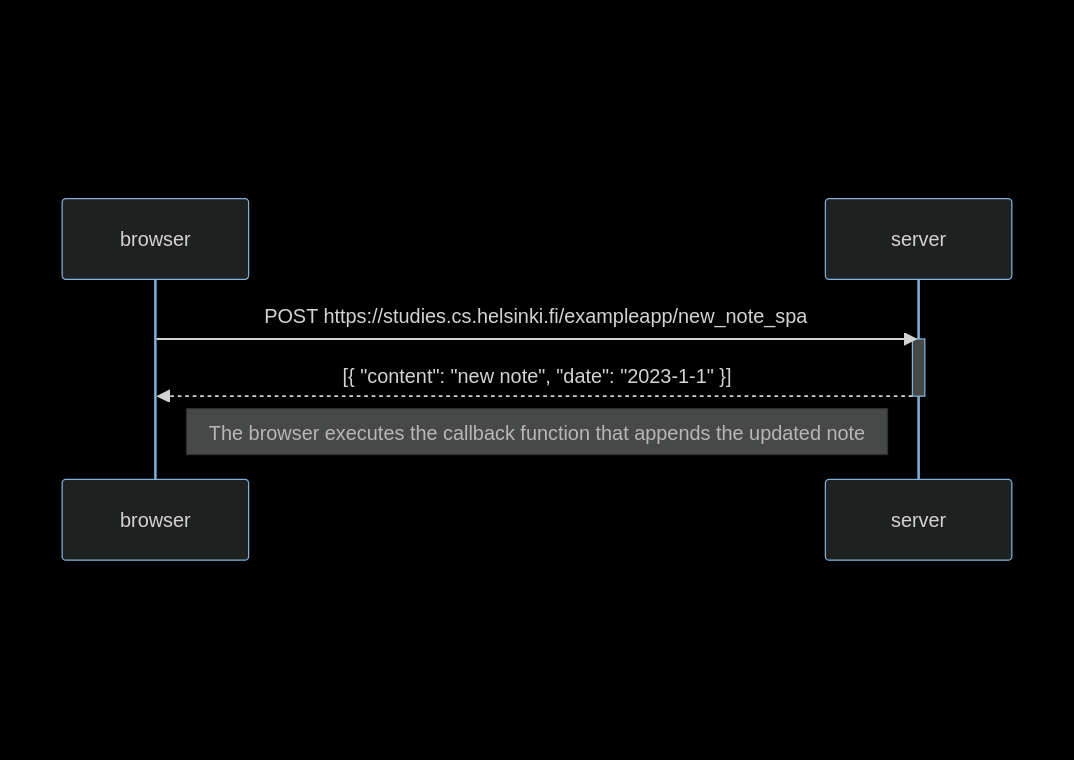 browser
server
POST https://studies.cs.helsinki.fi/exampleapp/new_note_spa
[{ "content": "new note", "date": "2023-1-1" }]
The browser executes the callback function that appends the updated note
browser
server